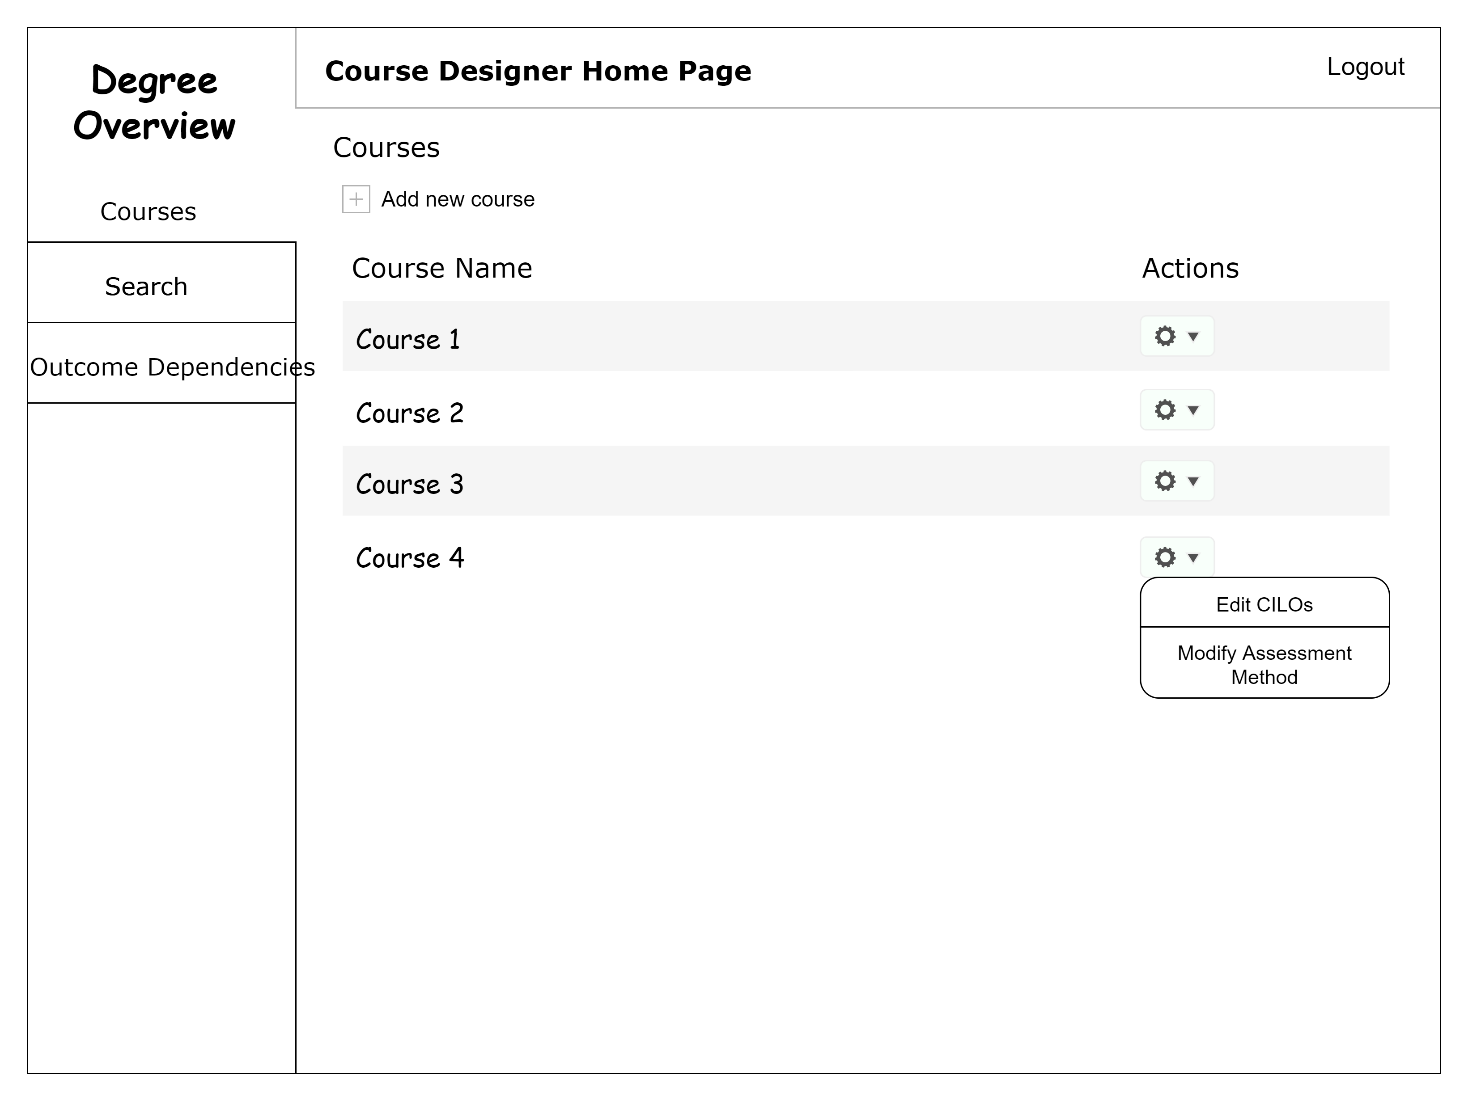 Degree
Overview
Course Designer Home Page
Logout
Courses
Search
Outcome Dependencies
Courses
Add new course
Course Name
Actions
Course 1
Course 2
Course 3
Course 4
Edit CILOs
Modify Assessment
Method